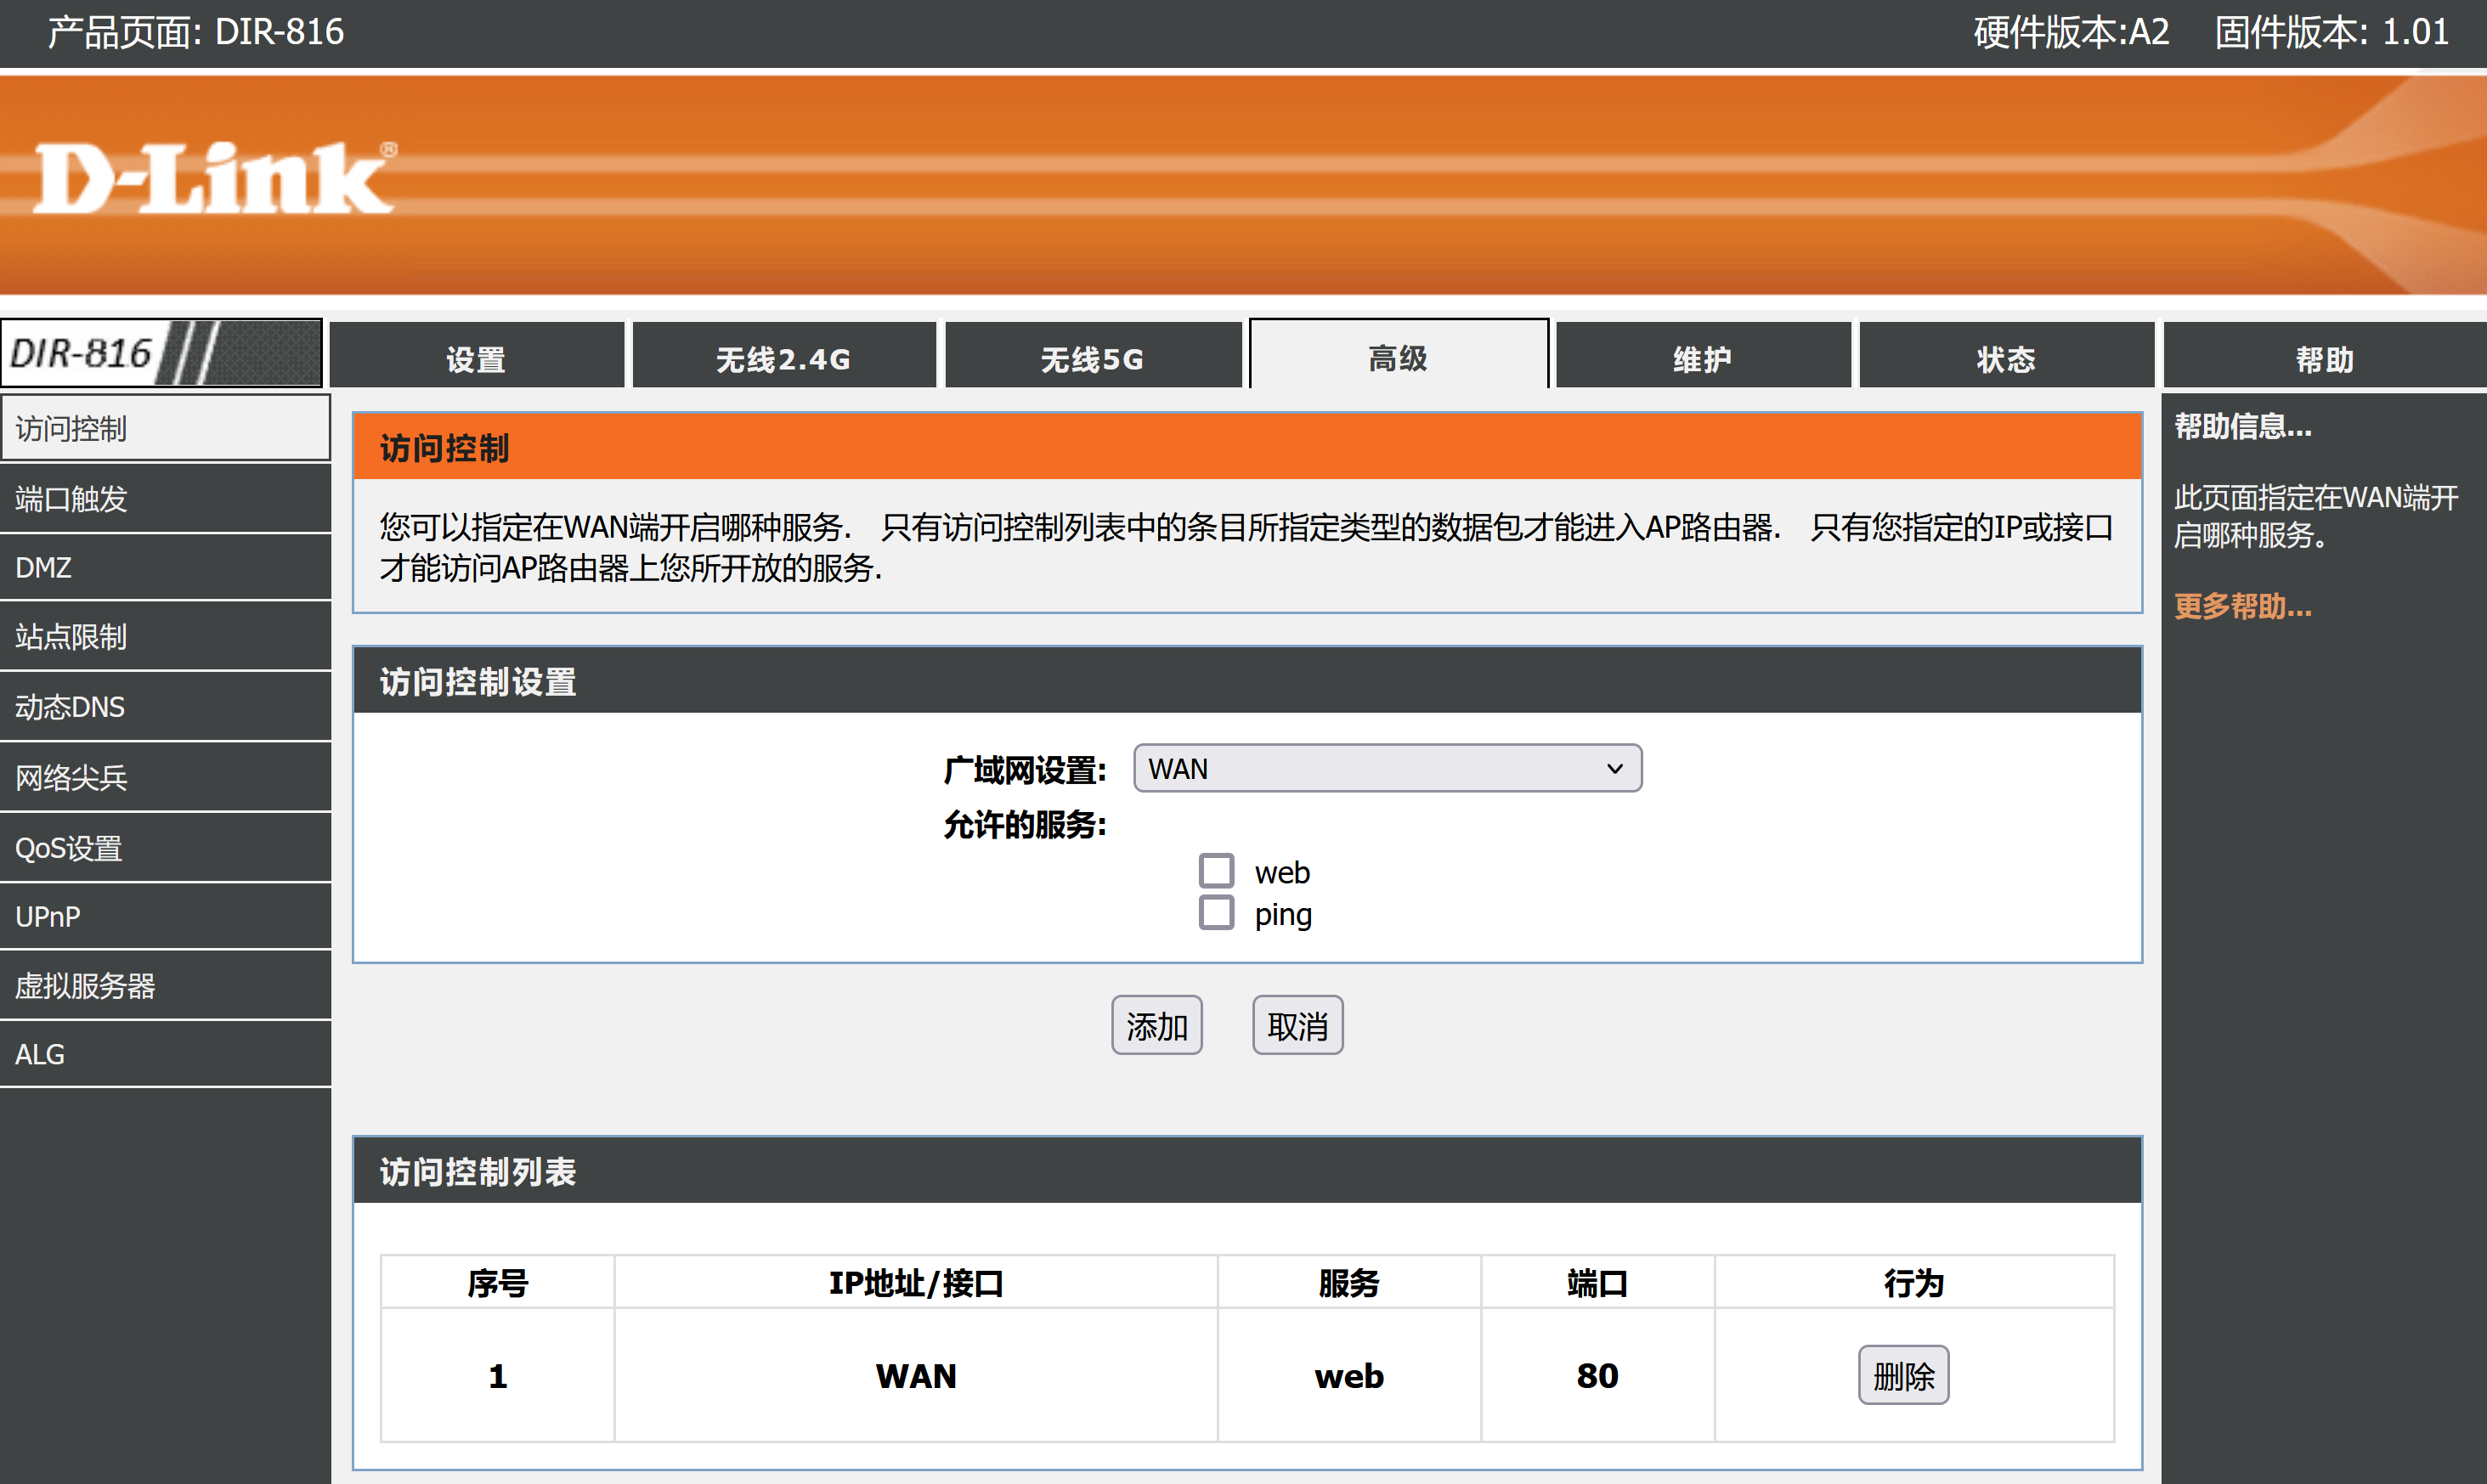 产品页面: DIR-816
硬件版本:A2 固件版本: 1.01
D-Link®
DIR-816
设置 无线2.4G 无线5G 高级 维护 状态 帮助
访问控制
端口触发
DMZ
站点限制
动态DNS
网络尖兵
QoS设置
UPnP
虚拟服务器
ALG
访问控制
您可以指定在WAN端开启哪种服务. 只有访问控制列表中的条目所指定类型的数据包才能进入AP路由器. 只有您指定的IP或接口
才能访问AP路由器上您所开放的服务.
访问控制设置
广域网设置: WAN
允许的服务:
web
ping
添加 取消
访问控制列表
序号 IP地址/接口 服务 端口 行为
1 WAN web 80 删除
帮助信息...
此页面指定在WAN端开
启哪种服务。
更多帮助...